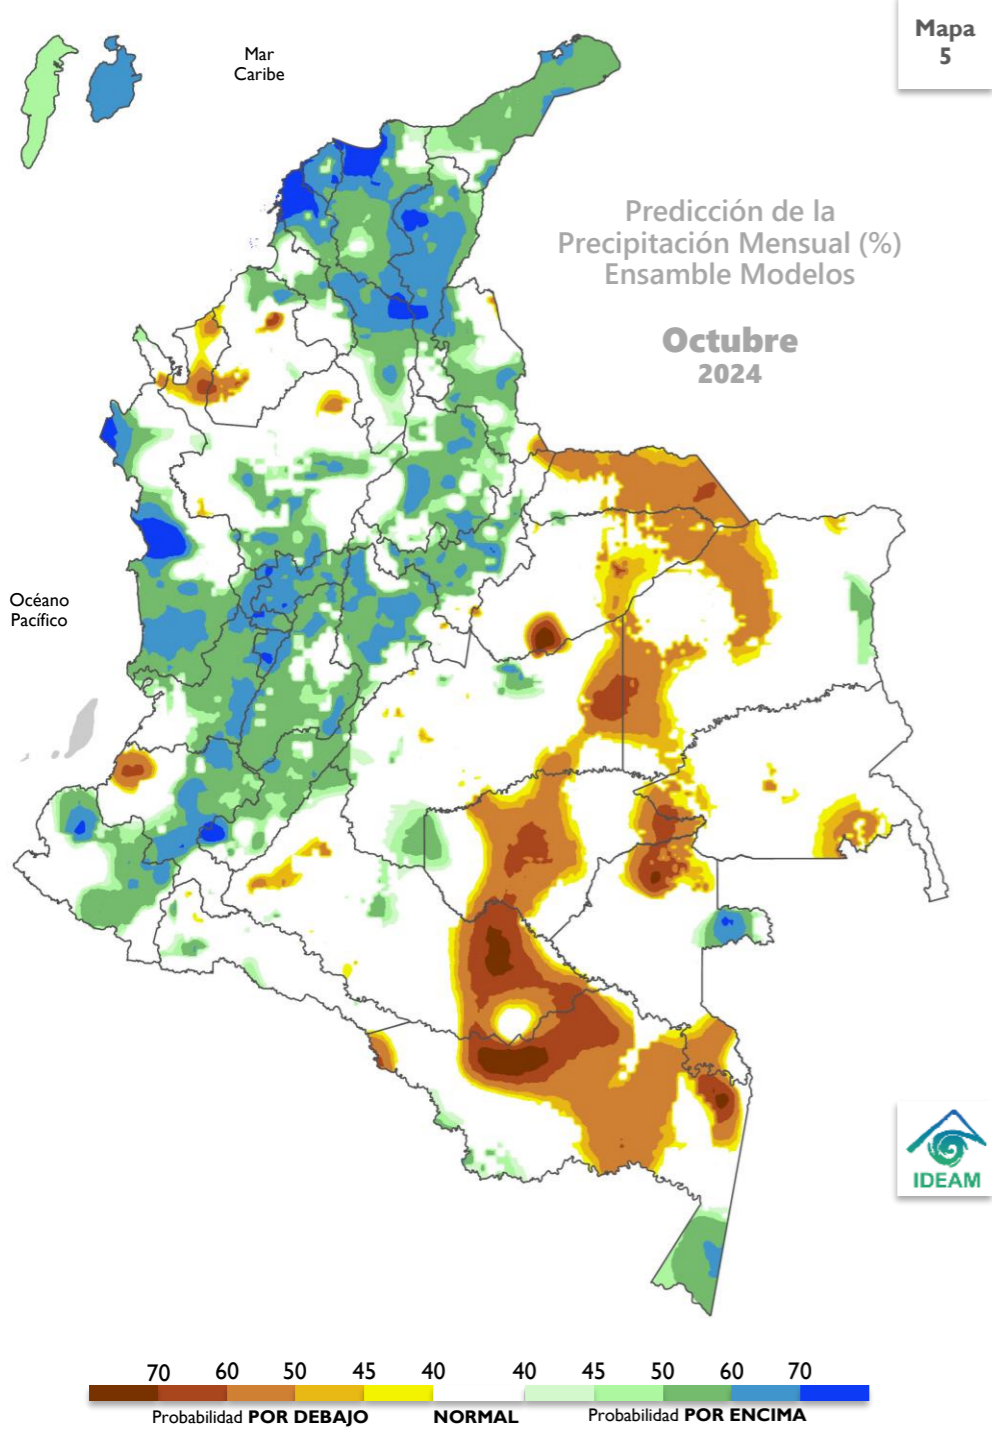 Mapa
5
Mar
Caribe
Predicción de la
Precipitación Mensual (%)
Ensamble Modelos
Octubre
2024
Océano
Pacífico
IDEAM
70 60 50 45 40 40 45 50 60 70
Probabilidad POR DEBAJO NORMAL Probabilidad POR ENCIMA